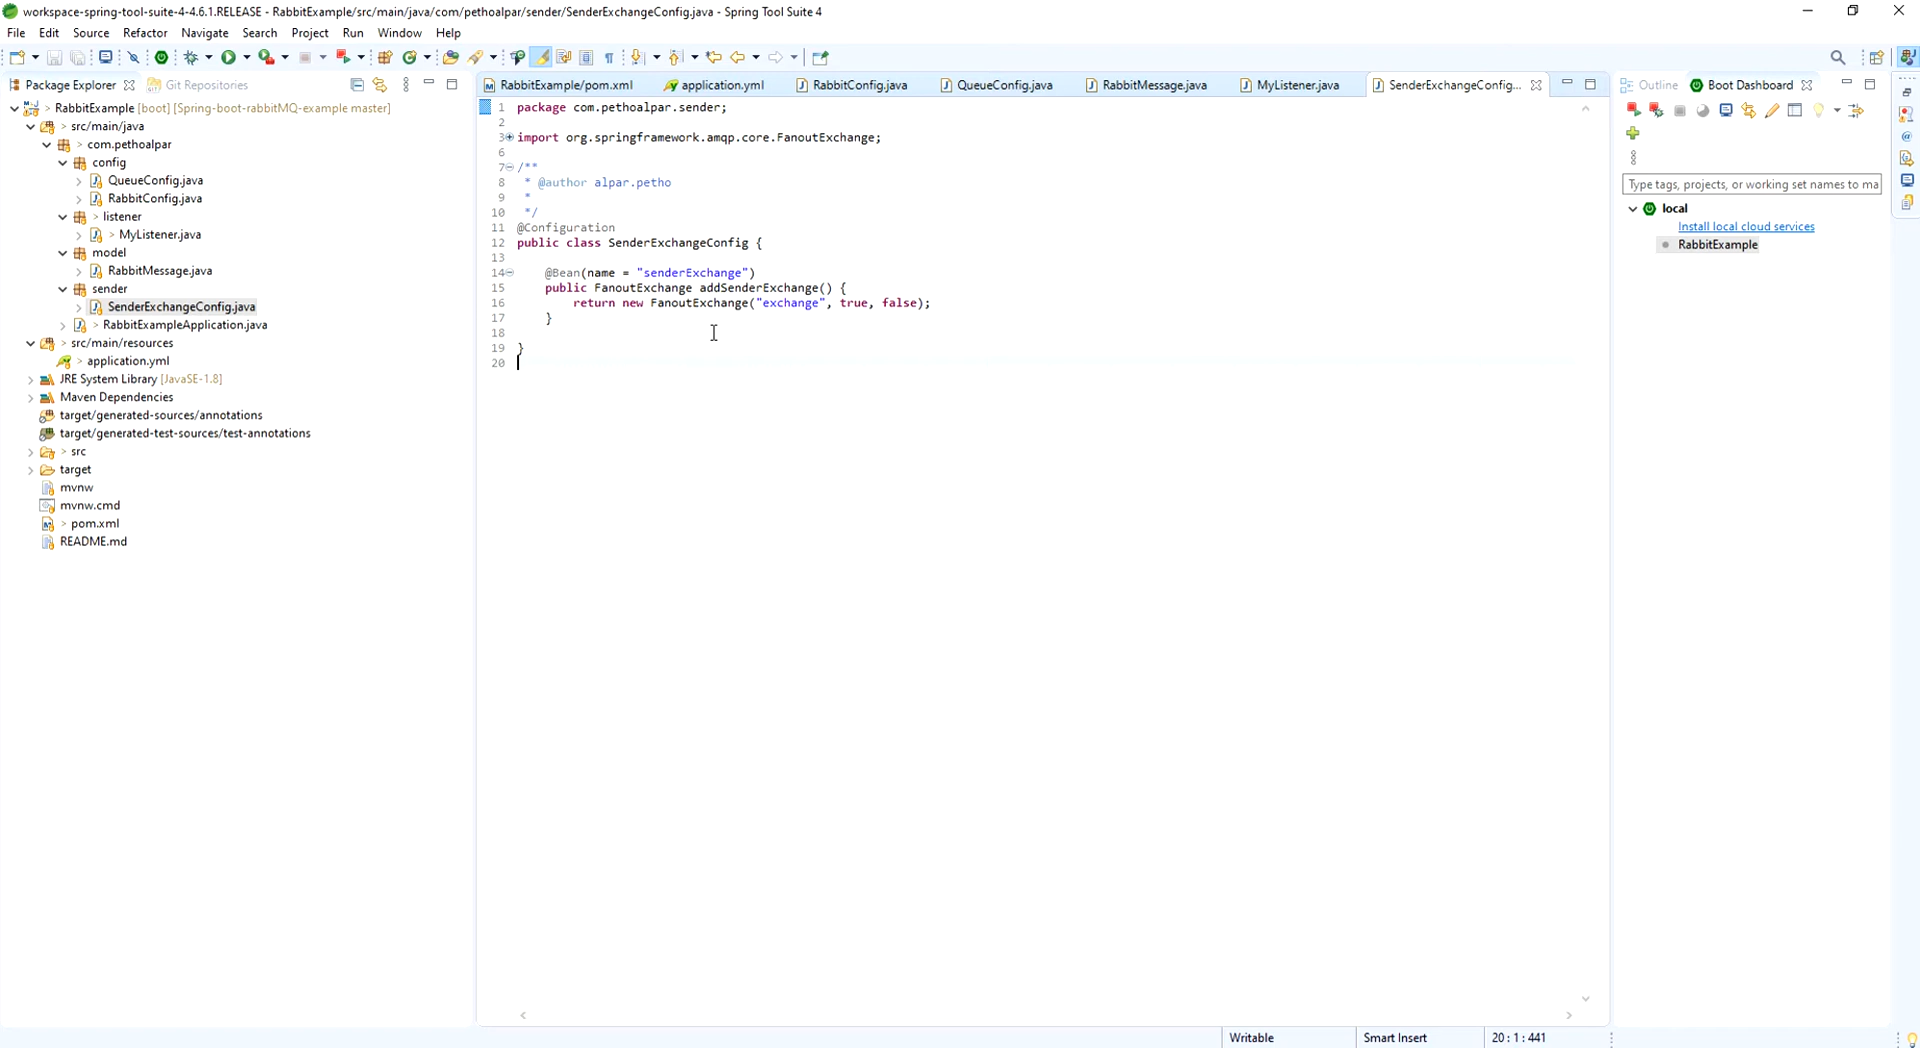 workspace-spring-tool-suite-4-4.6.1.RELEASE - RabbitExample/src/main/java/com/pethoalpar/sender/SenderExchangeConfig.java - Spring Tool Suite 4
File Edit Source Refactor Navigate Search Project Run Window Help
Package Explorer Git Repositories
RabbitExample/pom.xml application.yml RabbitConfig.java QueueConfig.java RabbitMessage.java MyListener.java SenderExchangeConfig...
Outline Boot Dashboard
RabbitExample [boot] [Spring-boot-rabbitMQ-example master]
src/main/java
com.pethoalpar
config
QueueConfig.java
RabbitConfig.java
listener
MyListener.java
model
RabbitMessage.java
sender
SenderExchangeConfig.java
RabbitExampleApplication.java
src/main/resources
application.yml
JRE System Library [JavaSE-1.8]
Maven Dependencies
target/generated-sources/annotations
target/generated-test-sources/test-annotations
src
target
mvnw
mvnw.cmd
pom.xml
README.md
1 package com.pethoalpar.sender;
2
3 import org.springframework.amqp.core.FanoutExchange;
6
7 /**
8 * @author alpar.petho
9 *
10 */
11 @Configuration
12 public class SenderExchangeConfig {
13
14 @Bean(name = "senderExchange")
15 public FanoutExchange addSenderExchange() {
16 return new FanoutExchange("exchange", true, false);
17 }
18
19 }
20
Type tags, projects, or working set names to ma
local
Install local cloud services
RabbitExample
Writable Smart Insert 20 : 1 : 441